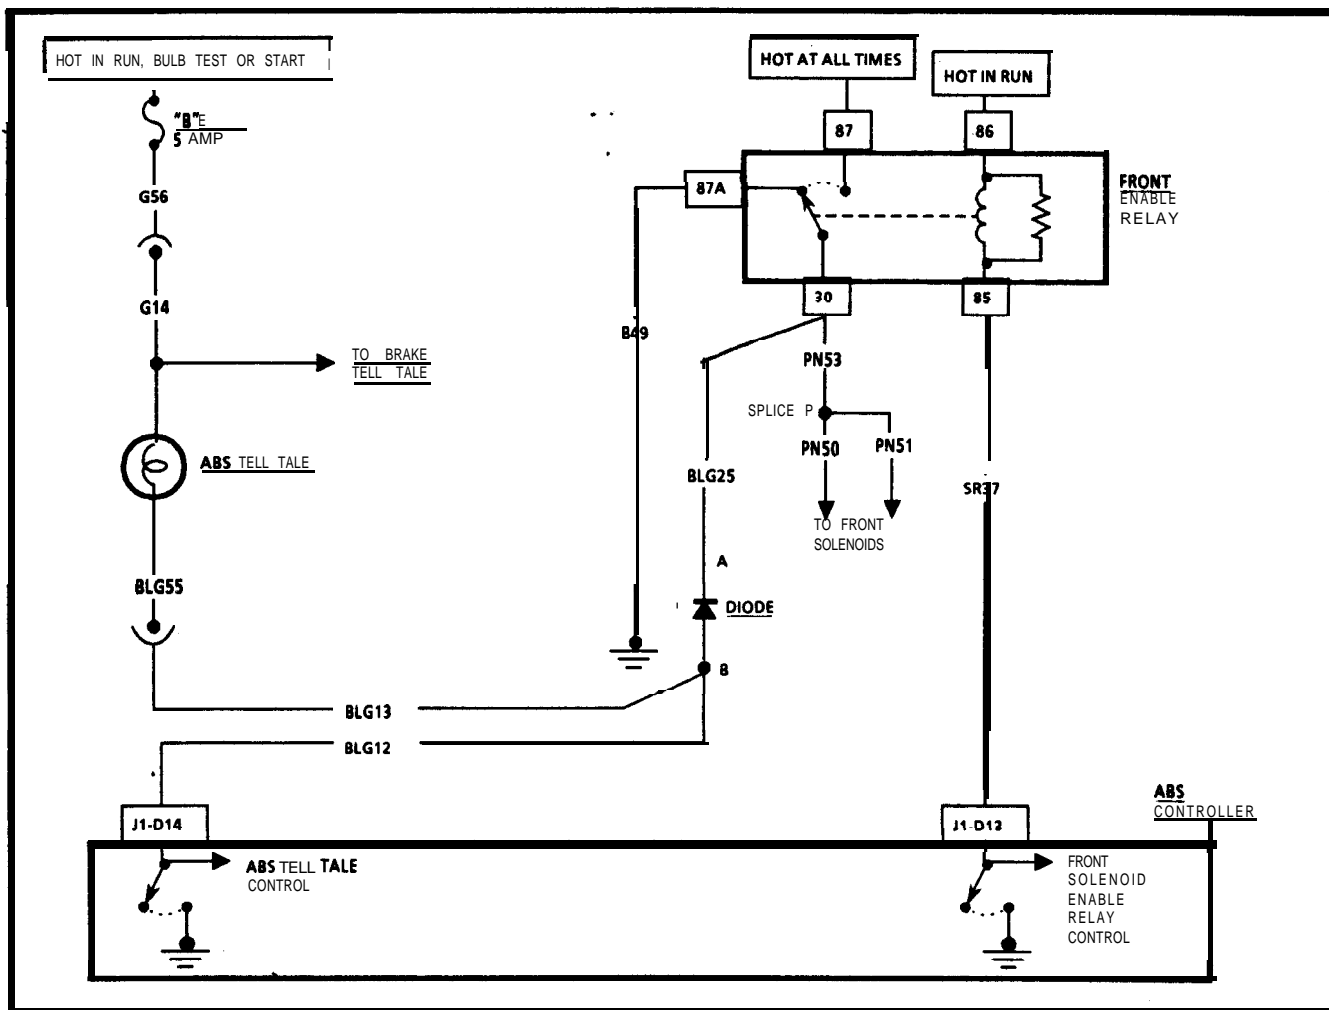 HOT IN RUN, BULB TEST OR START
HOT AT ALL TIMES
HOT IN RUN
"B"E
5 AMP
87
86
G56
87A
FRONT
ENABLE
RELAY
30
85
G14
B49
TO BRAKE
TELL TALE
PN53
SPLICE P
PN50
PN51
ABS TELL TALE
BLG25
SR37
TO FRONT
SOLENOIDS
A
BLG55
DIODE
B
BLG13
BLG12
ABS
CONTROLLER
J1-D14
J1-D13
ABS TELL TALE
CONTROL
FRONT
SOLENOID
ENABLE
RELAY
CONTROL